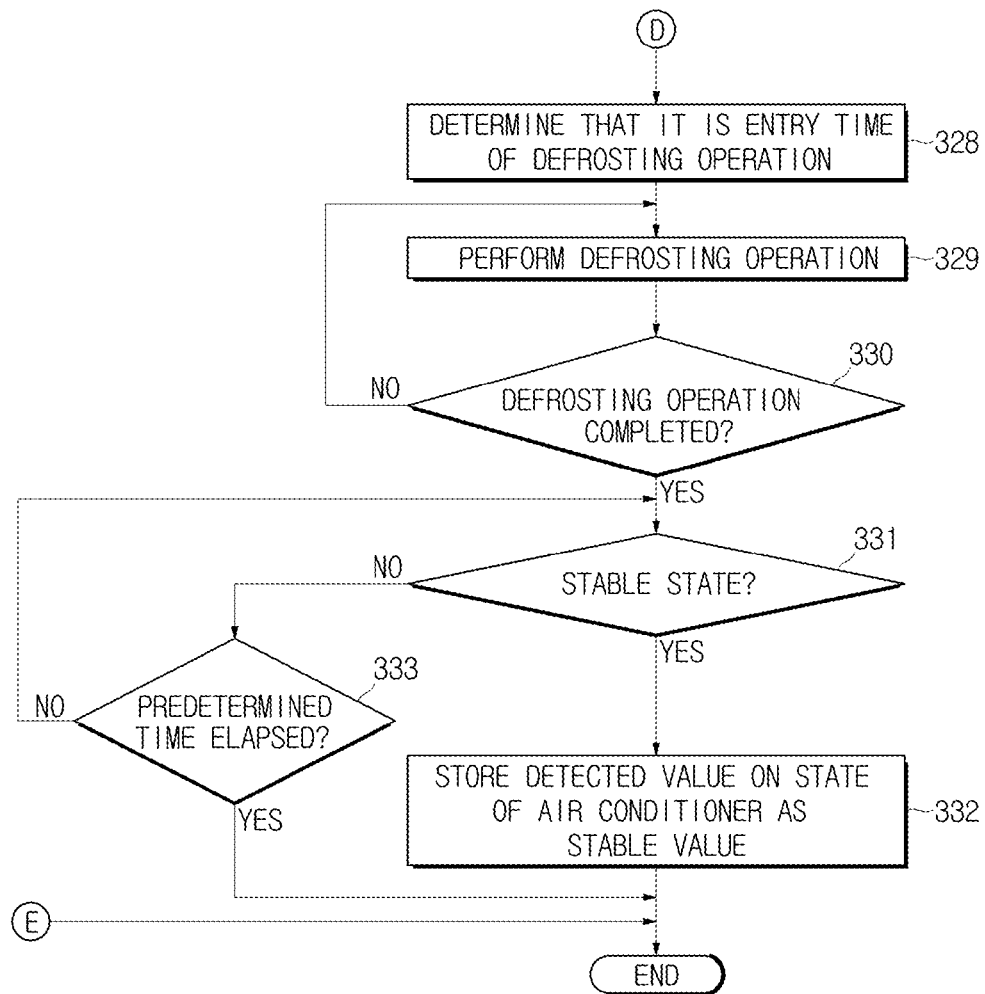 D
DETERMINE THAT IT IS ENTRY TIME
OF DEFROSTING OPERATION
328
PERFORM DEFROSTING OPERATION
329
330
NO
DEFROSTING OPERATION
COMPLETED?
YES
331
NO
STABLE STATE?
YES
333
NO
PREDETERMINED
TIME ELAPSED?
YES
STORE DETECTED VALUE ON STATE
OF AIR CONDITIONER AS
STABLE VALUE
332
E
END